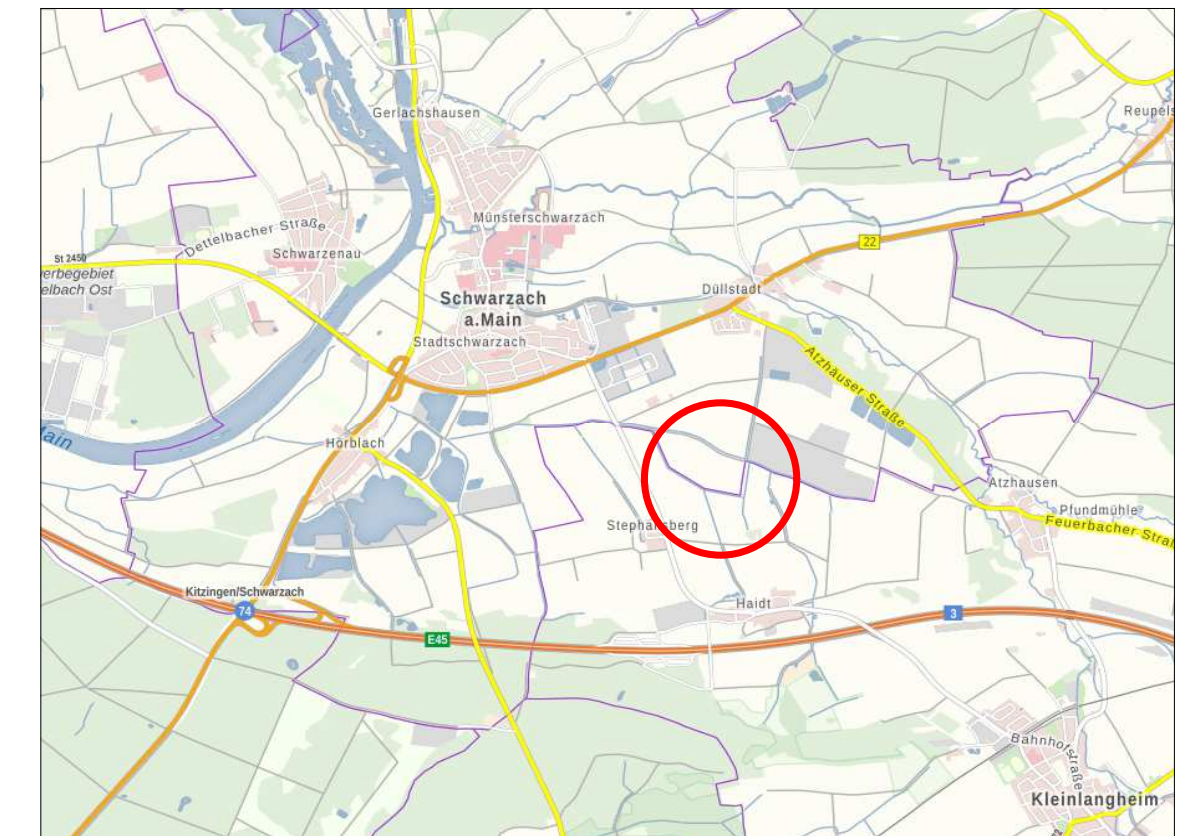 Gerlachshausen
Reupels
Münsterschwarzach
Dettelbacher Straße
22
Schwarzenau
St 2450
erbegebiet
elbach Ost
Düllstadt
Schwarzach
a.Main
Stadtschwarzach
Atzhäuser Straße
Main
Hörblach
Atzhausen
Pfundmühle
Feuerbacher Straß
Stephansberg
Kitzingen/Schwarzach
74
Haidt
3
E45
Bahnhofstraße
Kleinlangheim